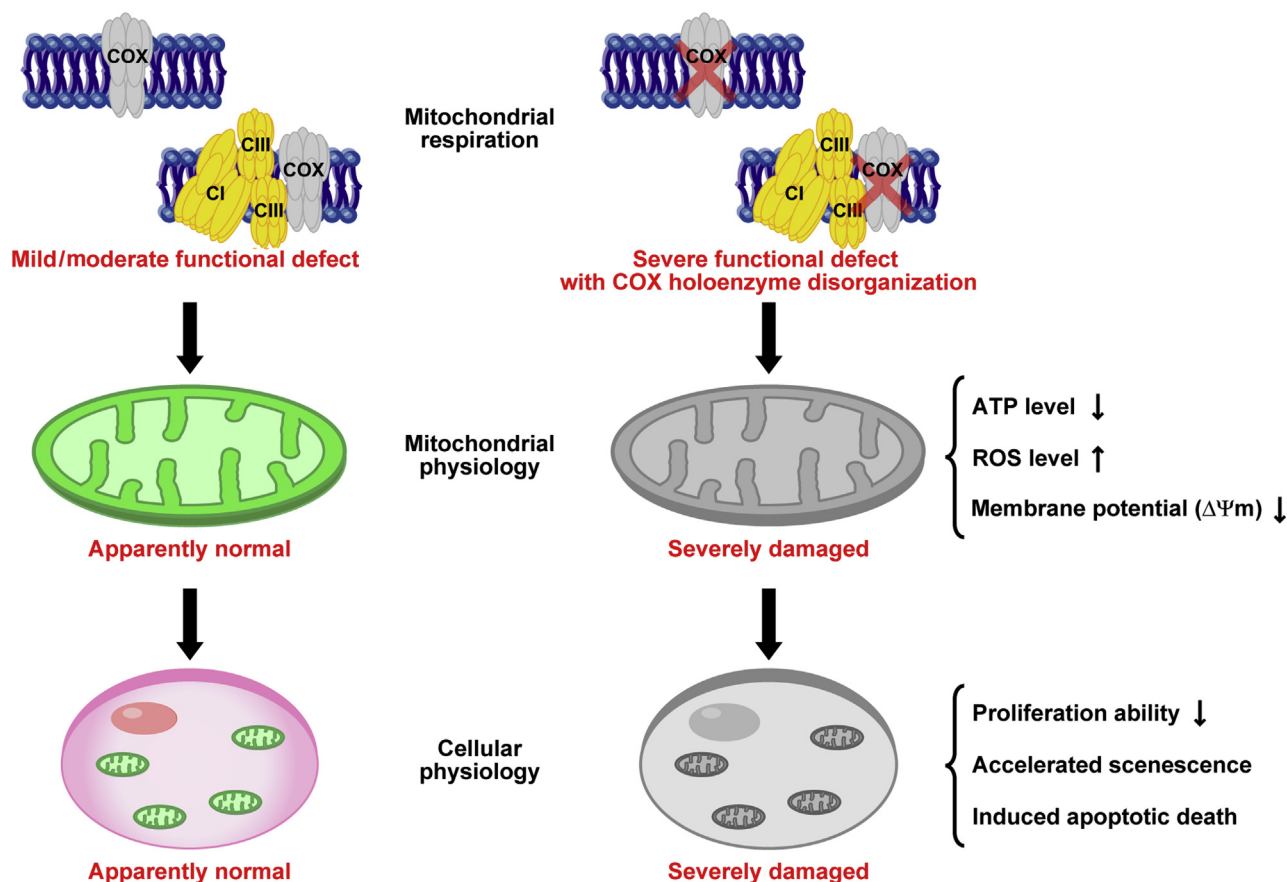 COX
COX
Mitochondrial
respiration
CIII
COX
CI
CIII
CIII
COX
CI
CIII
Mild/moderate functional defect
Severe functional defect
with COX holoenzyme disorganization
Mitochondrial
physiology
ATP level ↓
ROS level ↑
Membrane potential (ΔΨm) ↓
Apparently normal
Severely damaged
Cellular
physiology
Proliferation ability ↓
Accelerated scenescence
Induced apoptotic death
Apparently normal
Severely damaged